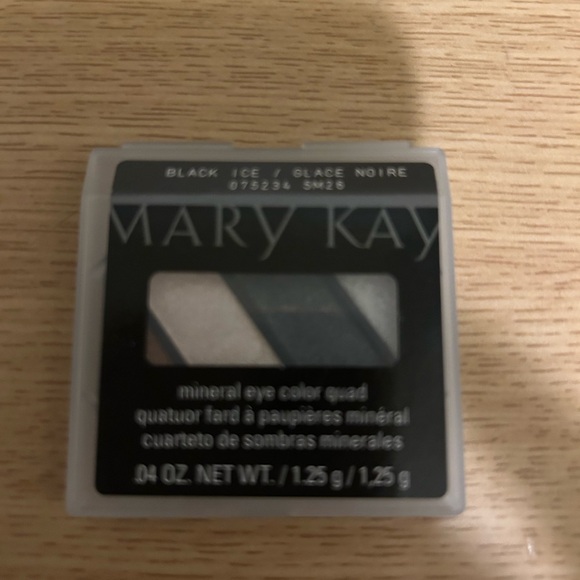 BLACK ICE / GLACE NOIRE
075234 SM28
MARY KAY
mineral eye color quad
quatuor fard à paupières minéral
cuarteto de sombras minerales
.04 OZ. NET WT. / 1.25 g / 1,25 g